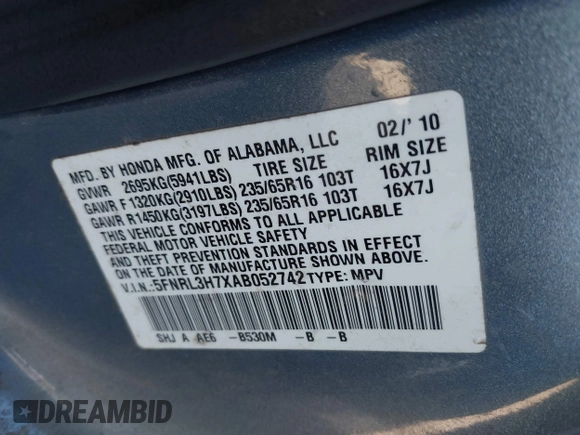 MFD. BY HONDA MFG. OF ALABAMA, LLC 02/' 10
GVWR 2695KG(5941LBS) TIRE SIZE RIM SIZE
GAWR F1320KG(2910LBS)235/65R16 103T 16X7J
GAWR R1450KG(3197LBS)235/65R16 103T 16X7J
THIS VEHICLE CONFORMS TO ALL APPLICABLE
FEDERAL MOTOR VEHICLE SAFETY
AND THEFT PREVENTION STANDARDS IN EFFECT
ON THE DATE OF MANUFACTURE SHOWN ABOVE.
V.I.N.:5FNRL3H7XAB052742 TYPE: MPV
SHJ A AE6 -B530M -B -B
DREAMBID